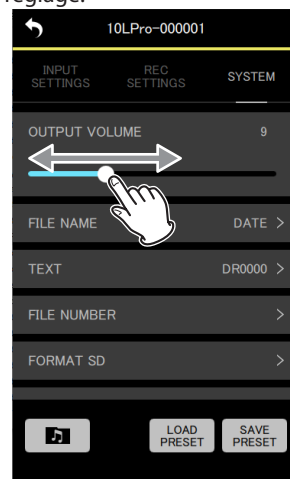 réglage.
10LPro-000001
INPUT SETTINGS
REC SETTINGS
SYSTEM
OUTPUT VOLUME 9
FILE NAME DATE >
TEXT DR0000 >
FILE NUMBER >
FORMAT SD >
LOAD PRESET
SAVE PRESET